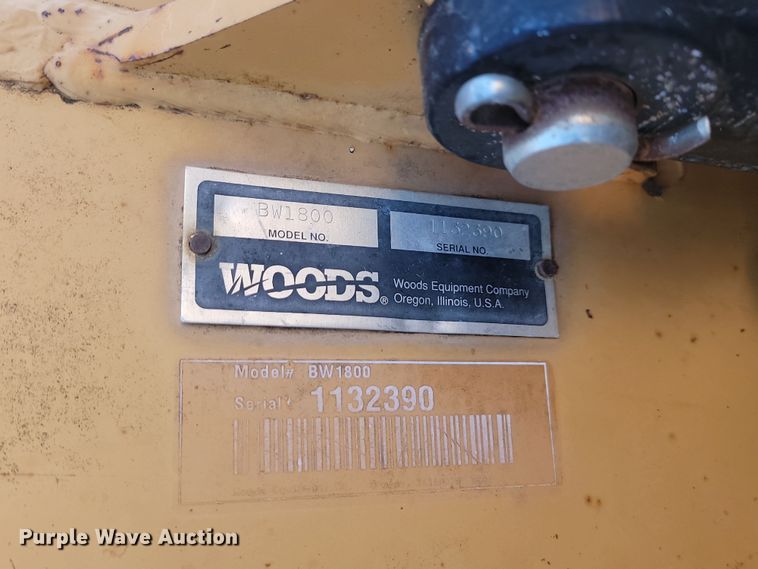 BW1800
MODEL NO.
1132390
SERIAL NO.
WOODS®
Woods Equipment Company
Oregon, Illinois, U.S.A.
Model# BW1800
Serial# 1132390
Purple Wave Auction